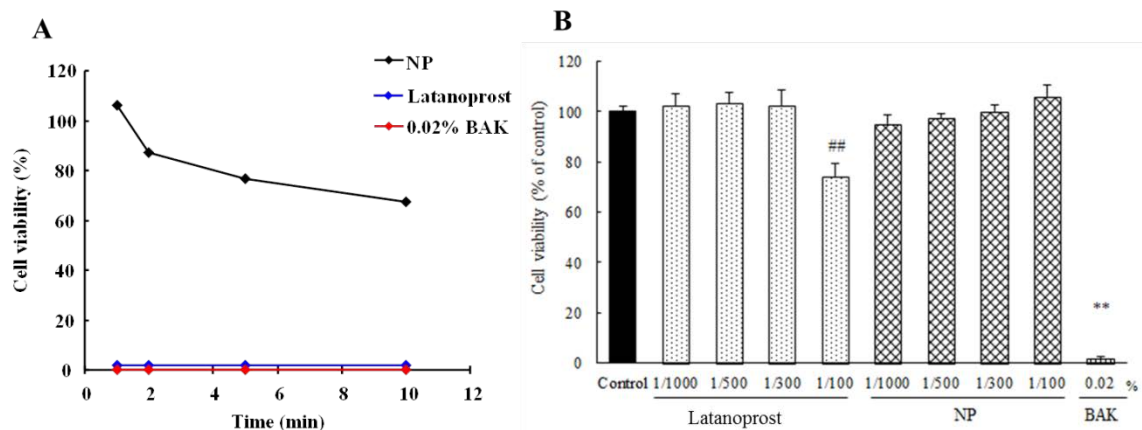 A
NP
Latanoprost
0.02% BAK
Cell viability (%)
120
100
80
60
40
20
0
0 2 4 6 8 10 12
Time (min)
B
Cell viability (% of control)
120
100
80
60
40
20
0
##
**
Control 1/1000 1/500 1/300 1/100 1/1000 1/500 1/300 1/100 0.02 %
Latanoprost NP BAK